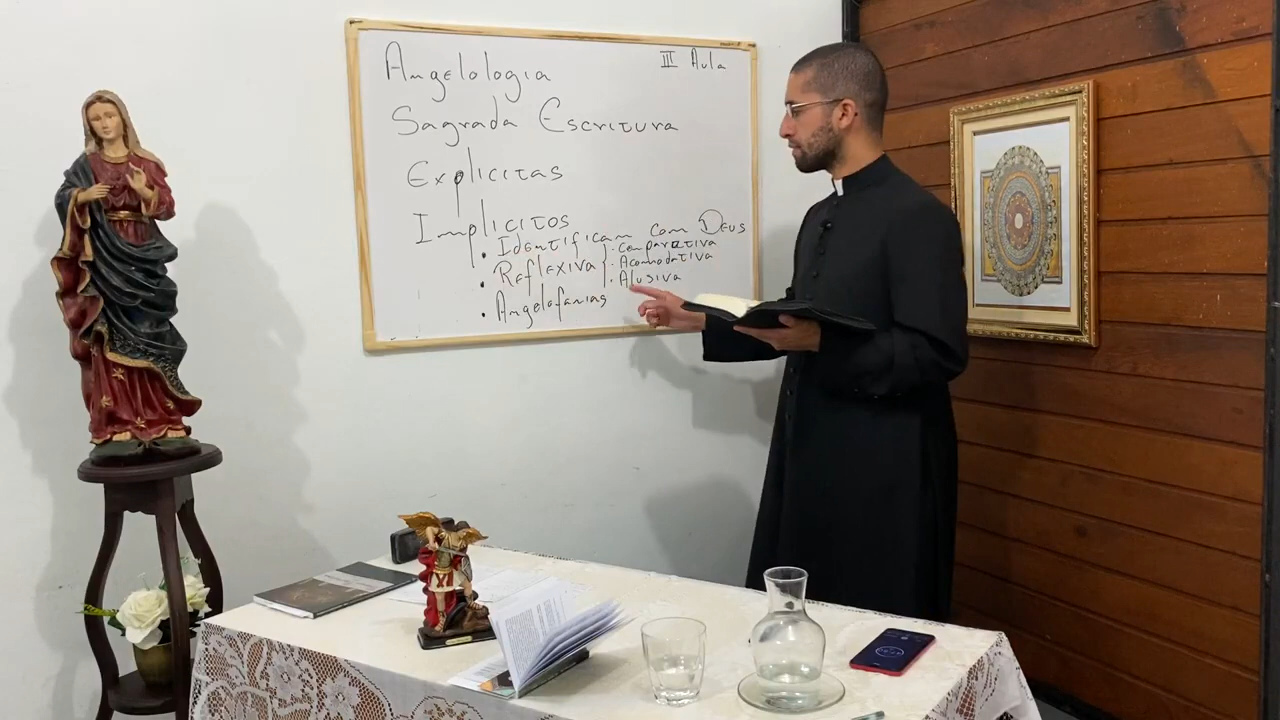 Angelologia
III Aula
Sagrada Escritura
Explicitas
Implicitos
• Identificam com Deus
• Reflexiva } • comparativa
• Acomodativa
• Alusiva
• Angelofanias